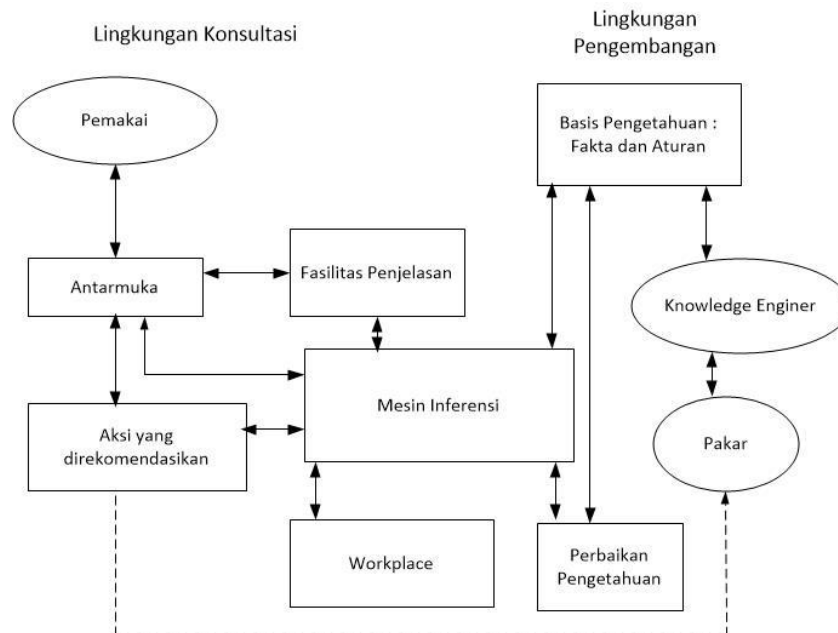 Lingkungan Konsultasi
Lingkungan
Pengembangan
Pemakai
Basis Pengetahuan :
Fakta dan Aturan
Antarmuka
Fasilitas Penjelasan
Knowledge Enginer
Mesin Inferensi
Aksi yang
direkomendasikan
Pakar
Workplace
Perbaikan
Pengetahuan